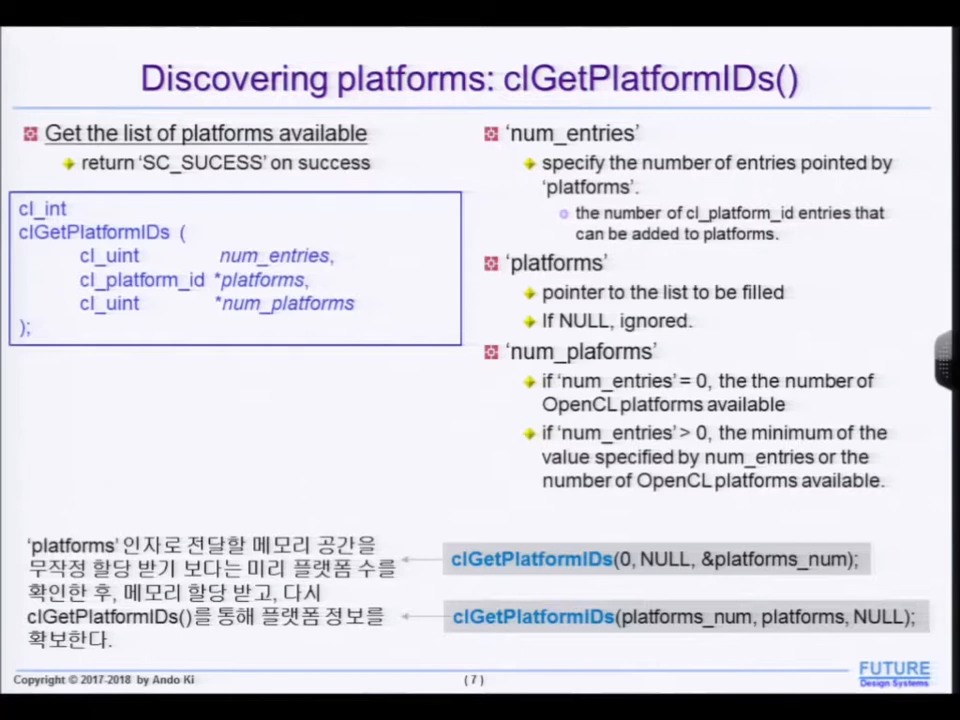 Discovering platforms: clGetPlatformIDs()
Get the list of platforms available
return 'SC_SUCESS' on success
cl_int
clGetPlatformIDs (
cl_uint num_entries,
cl_platform_id *platforms,
cl_uint *num_platforms
);
'num_entries'
specify the number of entries pointed by
'platforms'.
the number of cl_platform_id entries that
can be added to platforms.
'platforms'
pointer to the list to be filled
If NULL, ignored.
'num_plaforms'
if 'num_entries' = 0, the the number of
OpenCL platforms available
if 'num_entries' > 0, the minimum of the
value specified by num_entries or the
number of OpenCL platforms available.
'platforms' 인자로 전달할 메모리 공간을
무작정 할당 받기 보다는 미리 플랫폼 수를
확인한 후, 메모리 할당 받고, 다시
clGetPlatformIDs()를 통해 플랫폼 정보를
확보한다.
clGetPlatformIDs(0, NULL, &platforms_num);
clGetPlatformIDs(platforms_num, platforms, NULL);
Copyright © 2017-2018 by Ando Ki
( 7 )
FUTURE
Design Systems